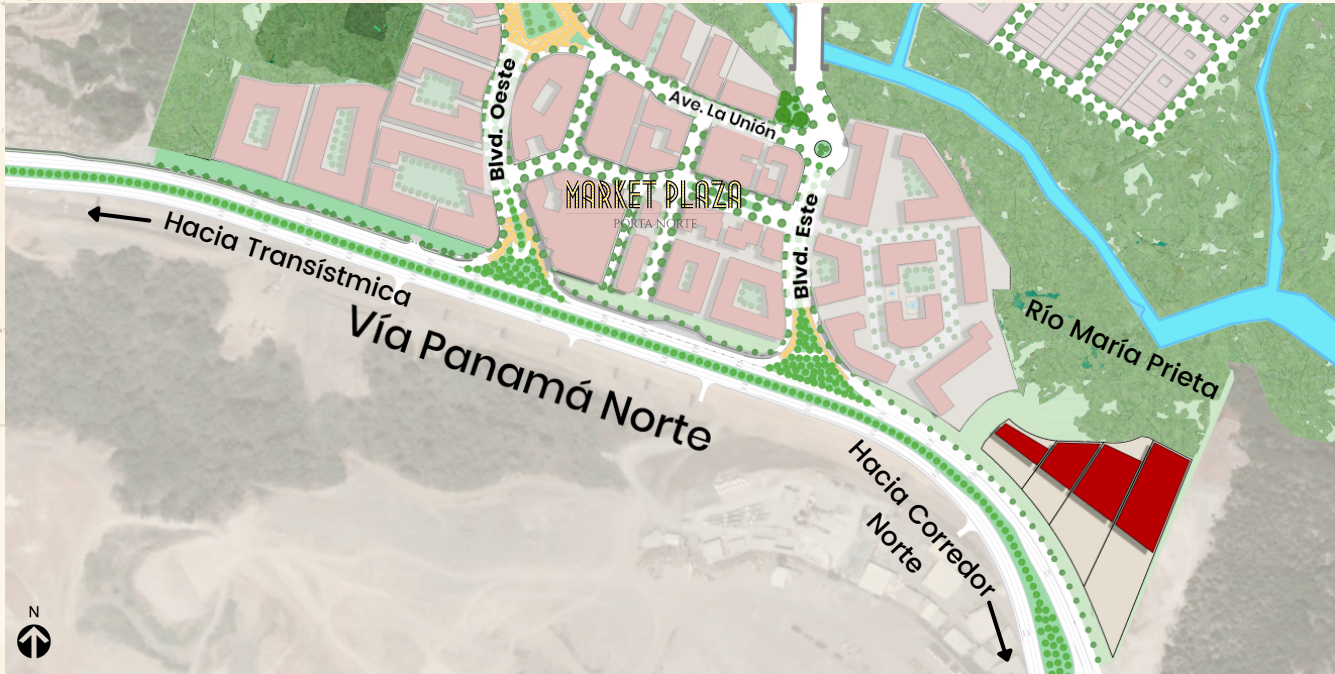 Blvd. Oeste
Ave. La Unión
MARKET PLAZA
PORTA NORTE
Blvd. Este
Hacia Transístmica
Vía Panamá Norte
Río María Prieta
Hacia Corredor
Norte
N